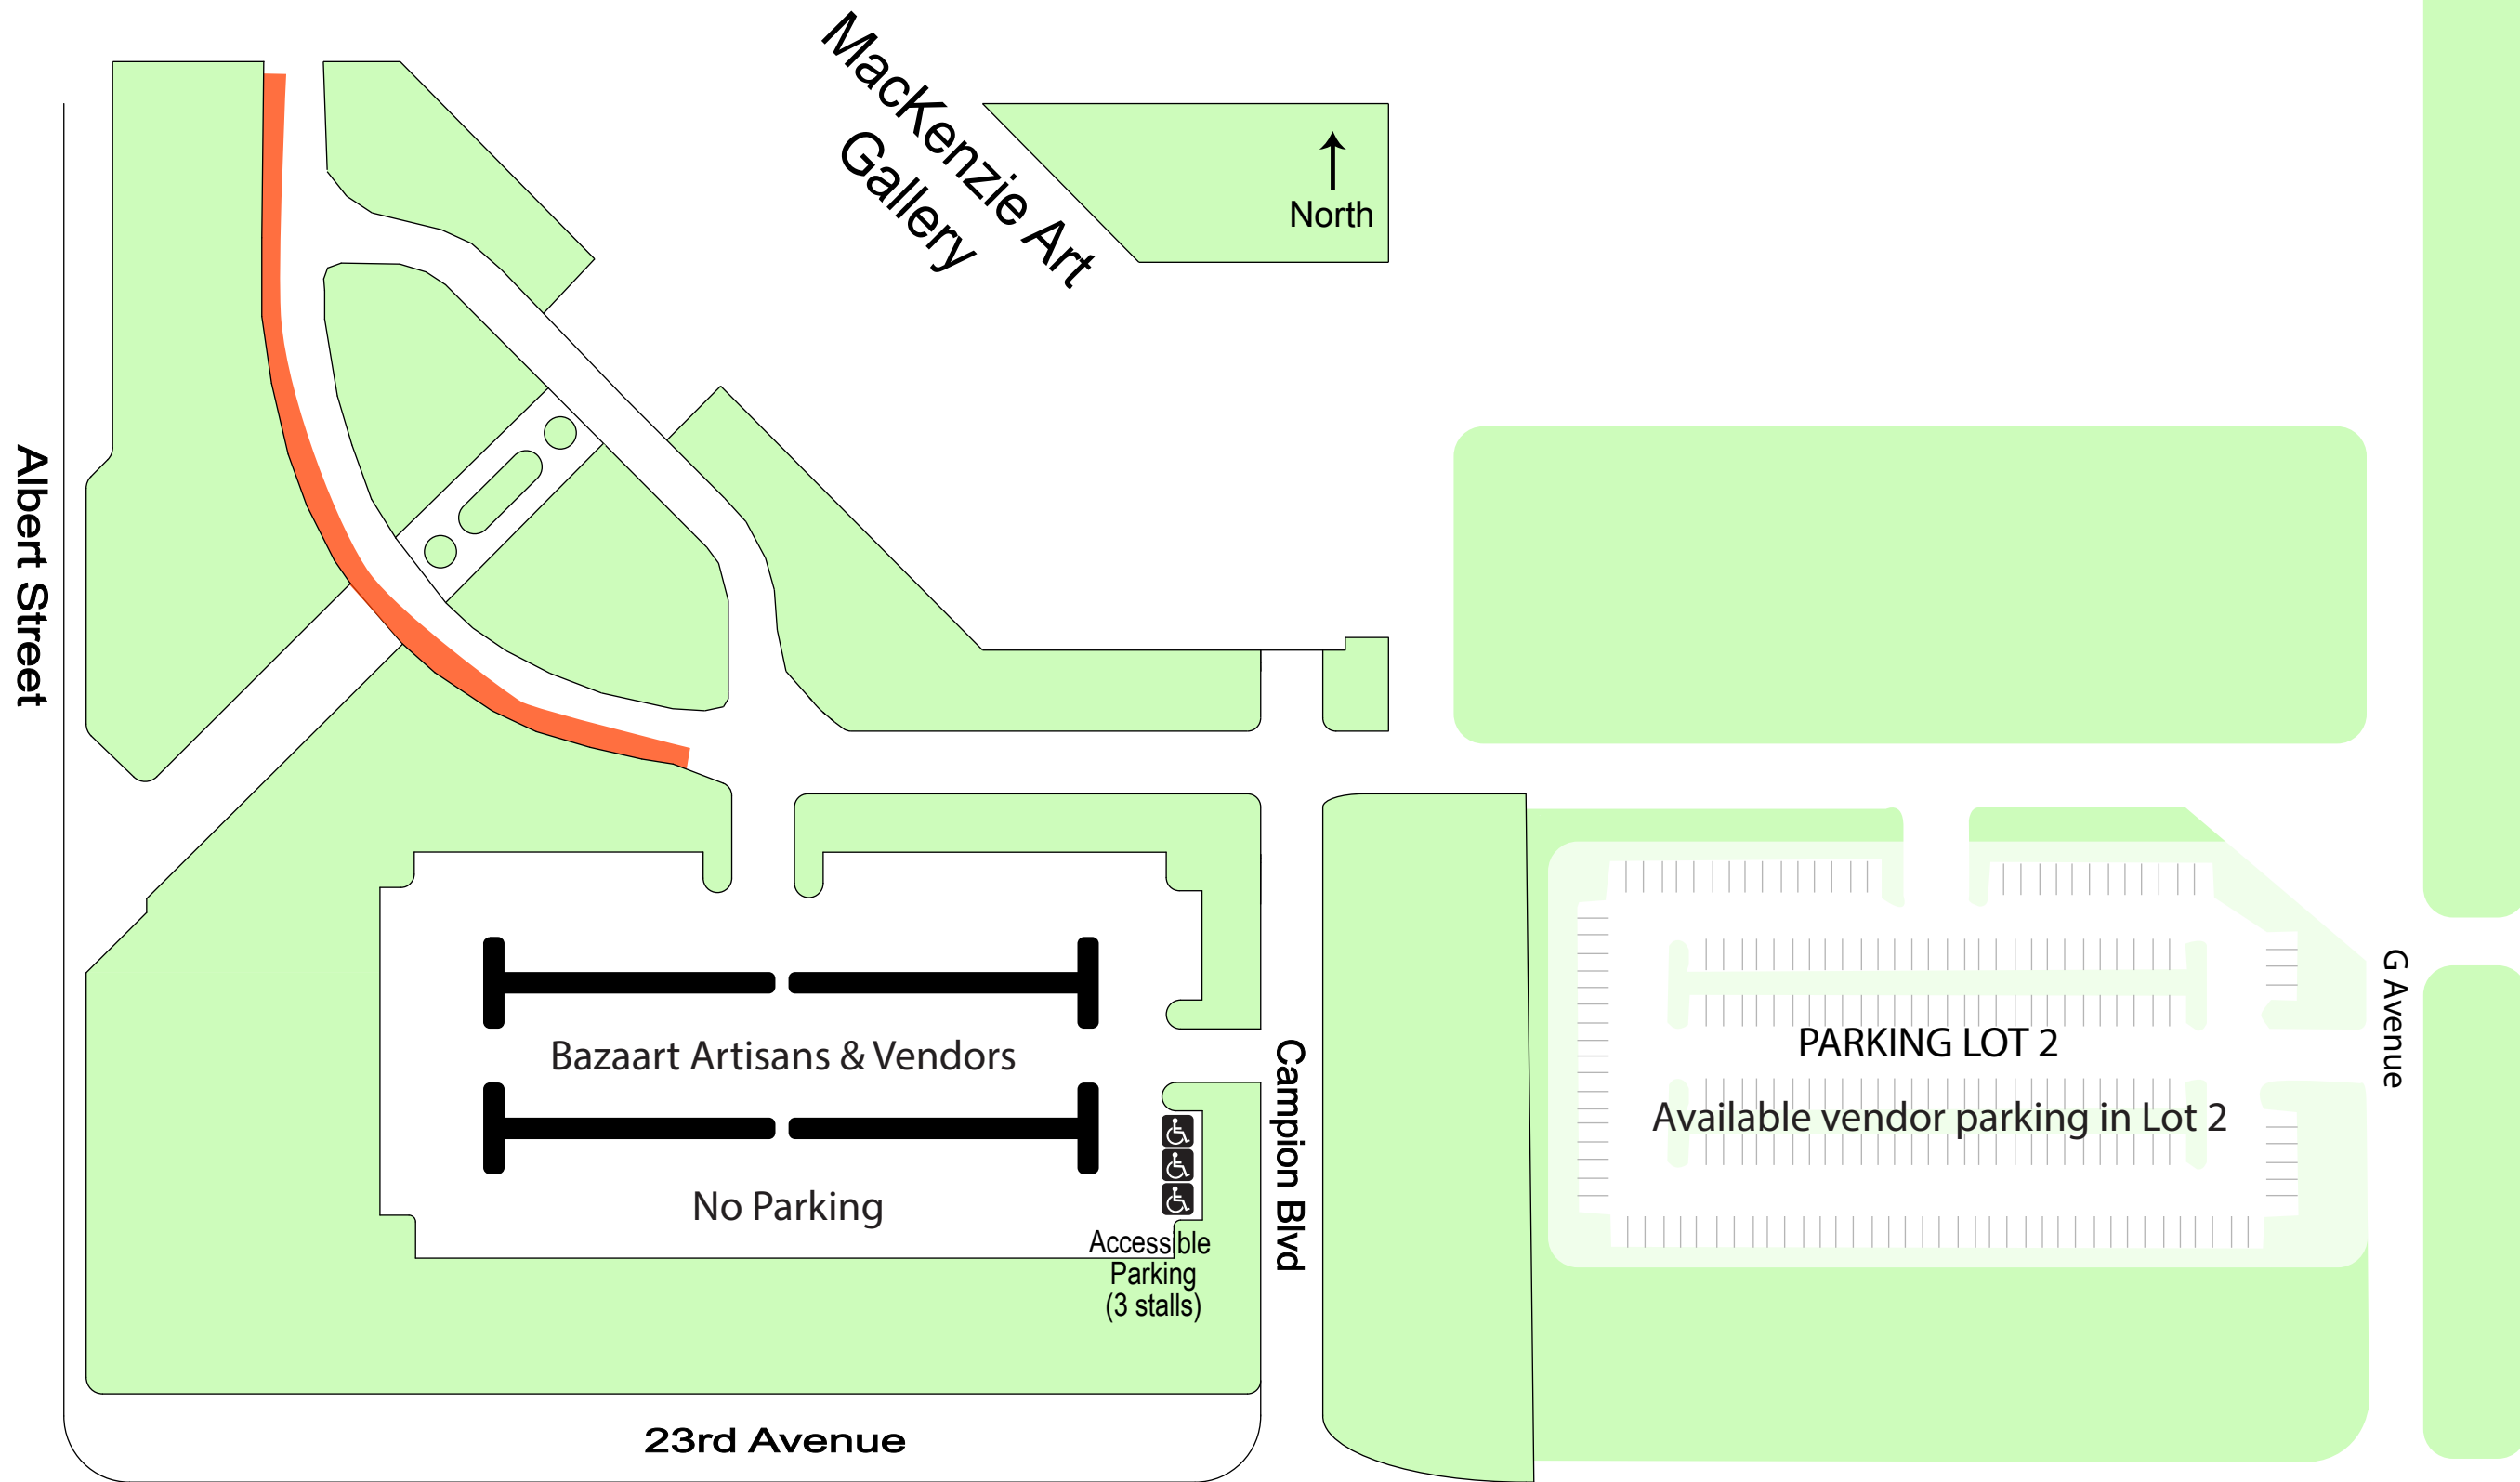 MacKenzie Art
Gallery
North
Albert Street
G Avenue
Bazaart Artisans & Vendors
PARKING LOT 2
Available vendor parking in Lot 2
Campion Blvd
No Parking
Accessible
Parking
(3 stalls)
23rd Avenue